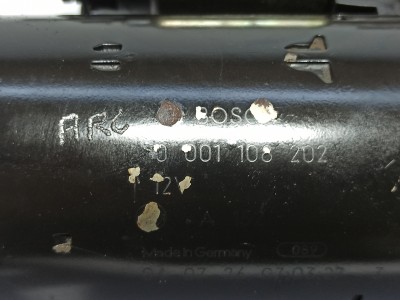 ARC
BOSCH
0 001 108 202
12V
Made in Germany